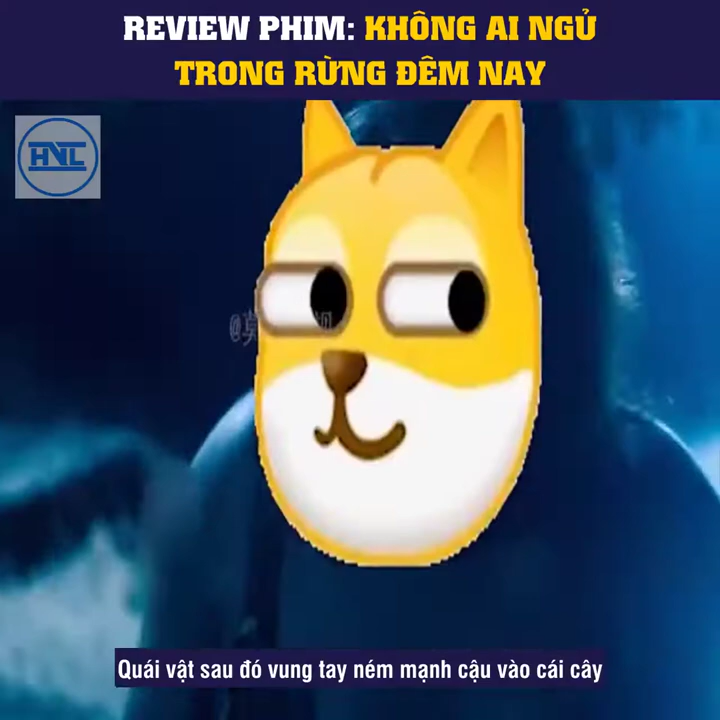 REVIEW PHIM: KHÔNG AI NGỦ
TRONG RỪNG ĐÊM NAY
HNC
Quái vật sau đó vung tay ném mạnh cậu vào cái cây